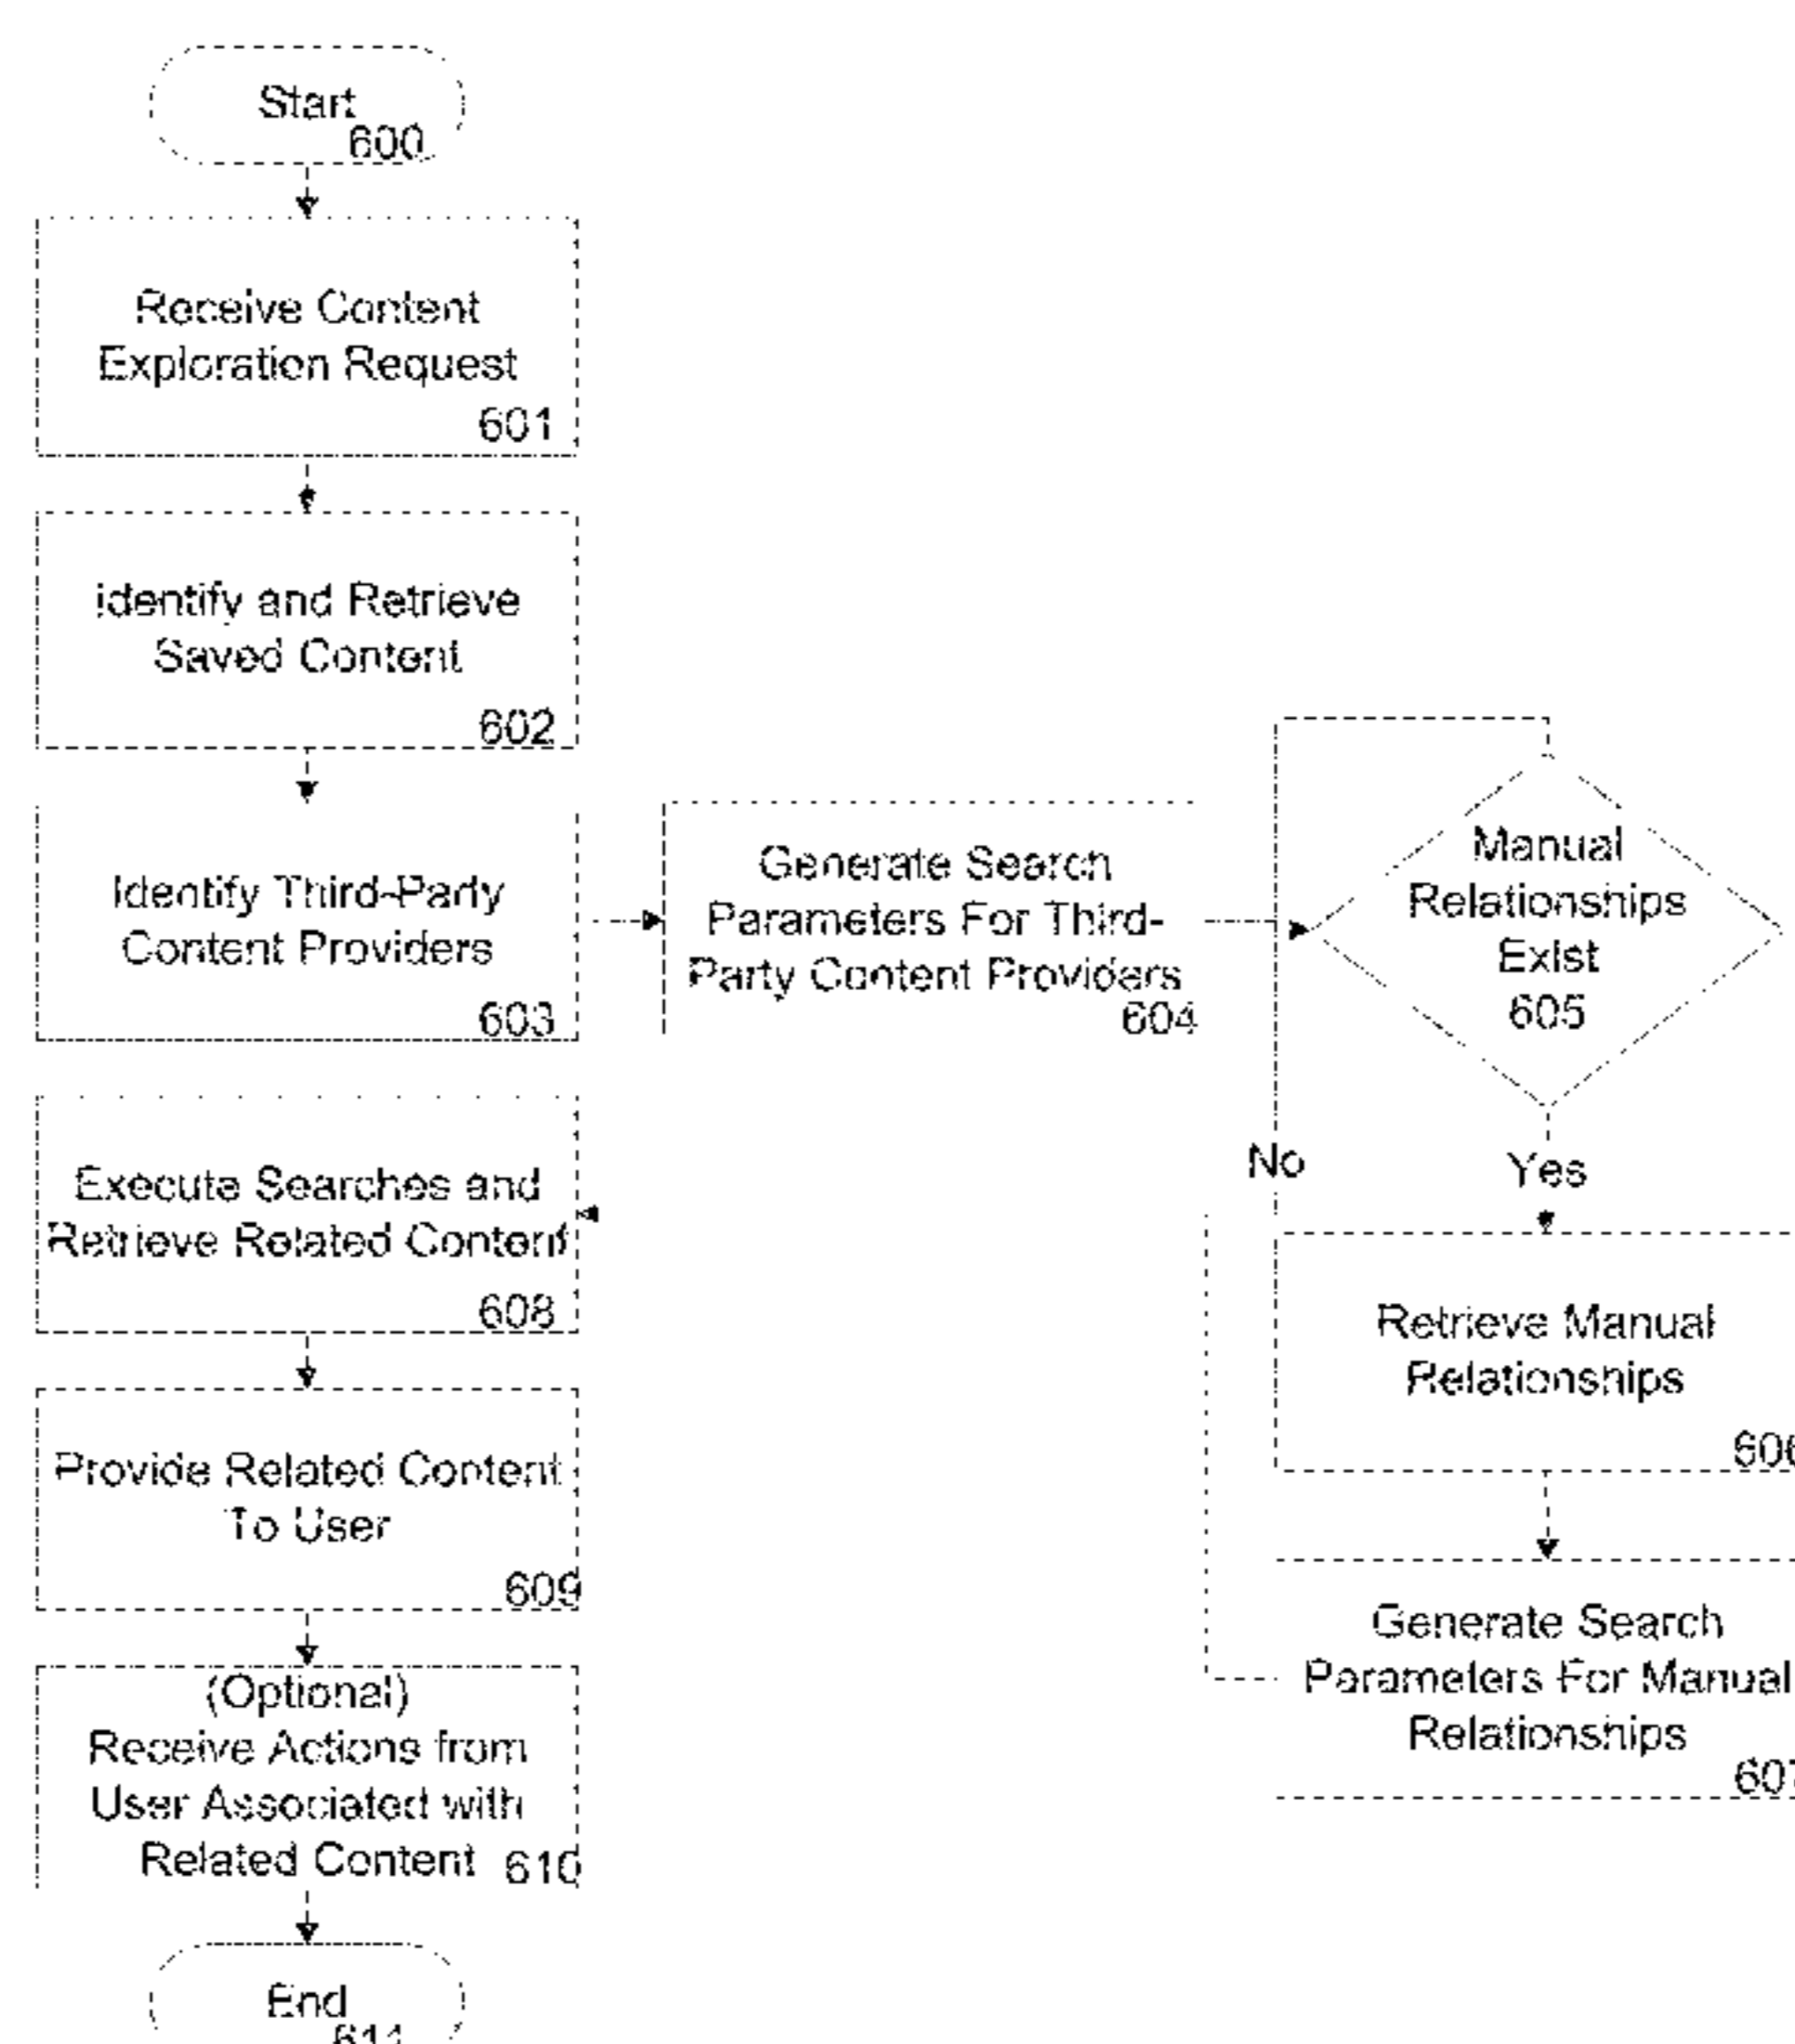 Start
600
Receive Content
Exploration Request
601
Identify and Retrieve
Saved Content
602
Identify Third-Party
Content Providers
603
Generate Search
Parameters For Third-
Party Content Providers
604
Manual
Relationships
Exist
605
No
Yes
Retrieve Manual
Relationships
606
Generate Search
Parameters For Manual
Relationships
607
Execute Searches and
Retrieve Related Content
608
Provide Related Content
To User
609
(Optional)
Receive Actions from
User Associated with
Related Content 610
End
611